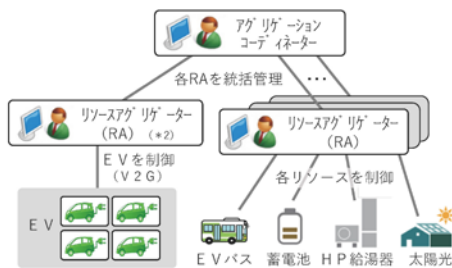 アグリゲーション
コーディネーター
各RAを統括管理
…
リソースアグリゲーター
(RA) (*2)
リソースアグリゲーター
(RA)
EVを制御
(V2G)
各リソースを制御
EV
EVバス
蓄電池
HP給湯器
太陽光